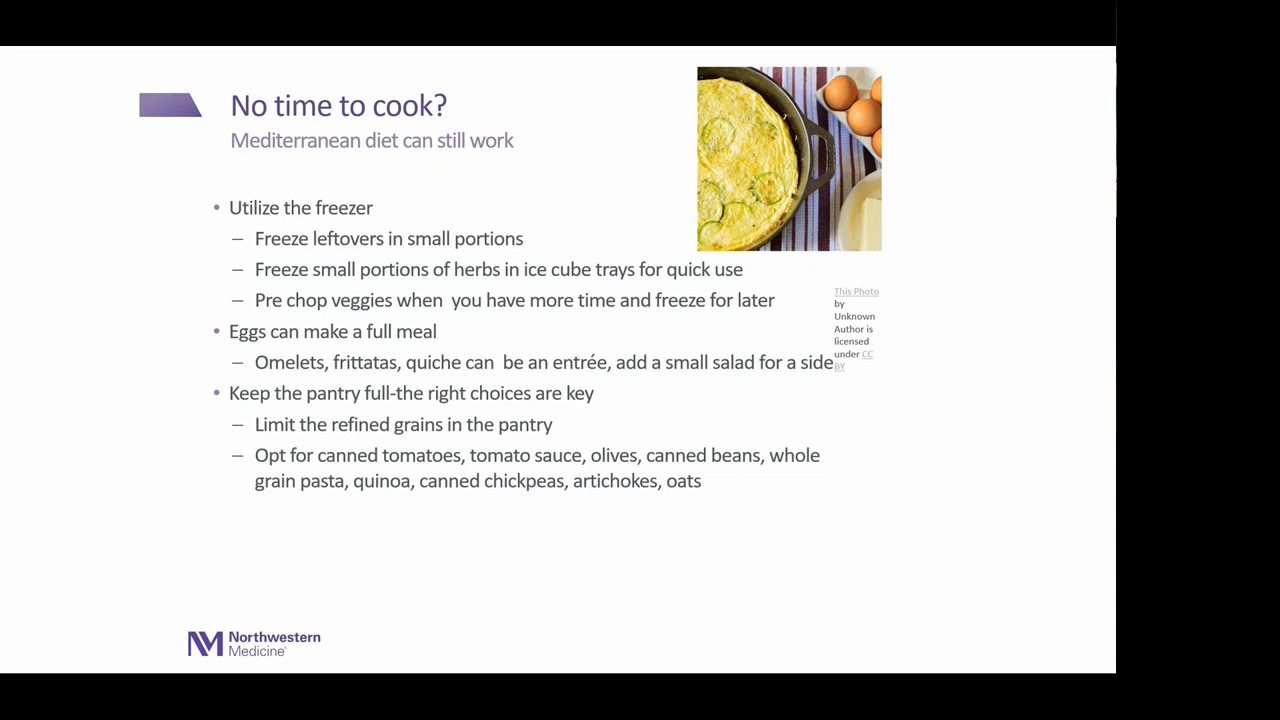 No time to cook?
Mediterranean diet can still work
• Utilize the freezer
– Freeze leftovers in small portions
– Freeze small portions of herbs in ice cube trays for quick use
– Pre chop veggies when  you have more time and freeze for later
• Eggs can make a full meal
– Omelets, frittatas, quiche can  be an entrée, add a small salad for a side
• Keep the pantry full-the right choices are key
– Limit the refined grains in the pantry
– Opt for canned tomatoes, tomato sauce, olives, canned beans, whole
grain pasta, quinoa, canned chickpeas, artichokes, oats
This Photo
by
Unknown
Author is
licensed
under CC
BY
NM
Northwestern
Medicine®